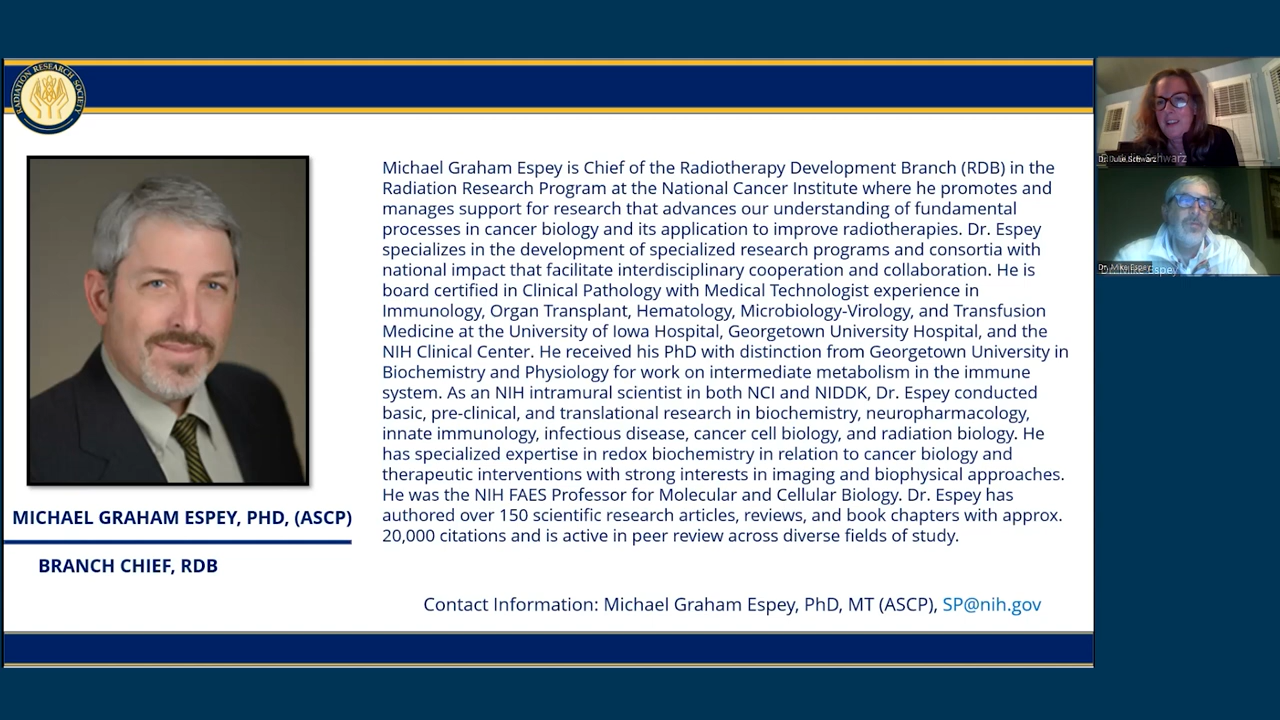 RADIATION RESEARCH SOCIETY
Michael Graham Espey is Chief of the Radiotherapy Development Branch (RDB) in the
Radiation Research Program at the National Cancer Institute where he promotes and
manages support for research that advances our understanding of fundamental
processes in cancer biology and its application to improve radiotherapies. Dr. Espey
specializes in the development of specialized research programs and consortia with
national impact that facilitate interdisciplinary cooperation and collaboration. He is
board certified in Clinical Pathology with Medical Technologist experience in
Immunology, Organ Transplant, Hematology, Microbiology-Virology, and Transfusion
Medicine at the University of Iowa Hospital, Georgetown University Hospital, and the
NIH Clinical Center. He received his PhD with distinction from Georgetown University in
Biochemistry and Physiology for work on intermediate metabolism in the immune
system. As an NIH intramural scientist in both NCI and NIDDK, Dr. Espey conducted
basic, pre-clinical, and translational research in biochemistry, neuropharmacology,
innate immunology, infectious disease, cancer cell biology, and radiation biology. He
has specialized expertise in redox biochemistry in relation to cancer biology and
therapeutic interventions with strong interests in imaging and biophysical approaches.
He was the NIH FAES Professor for Molecular and Cellular Biology. Dr. Espey has
authored over 150 scientific research articles, reviews, and book chapters with approx.
20,000 citations and is active in peer review across diverse fields of study.
MICHAEL GRAHAM ESPEY, PHD, (ASCP)
BRANCH CHIEF, RDB
Contact Information: Michael Graham Espey, PhD, MT (ASCP), SP@nih.gov
Dr. Julie Schwarz
Dr. Mike Espey